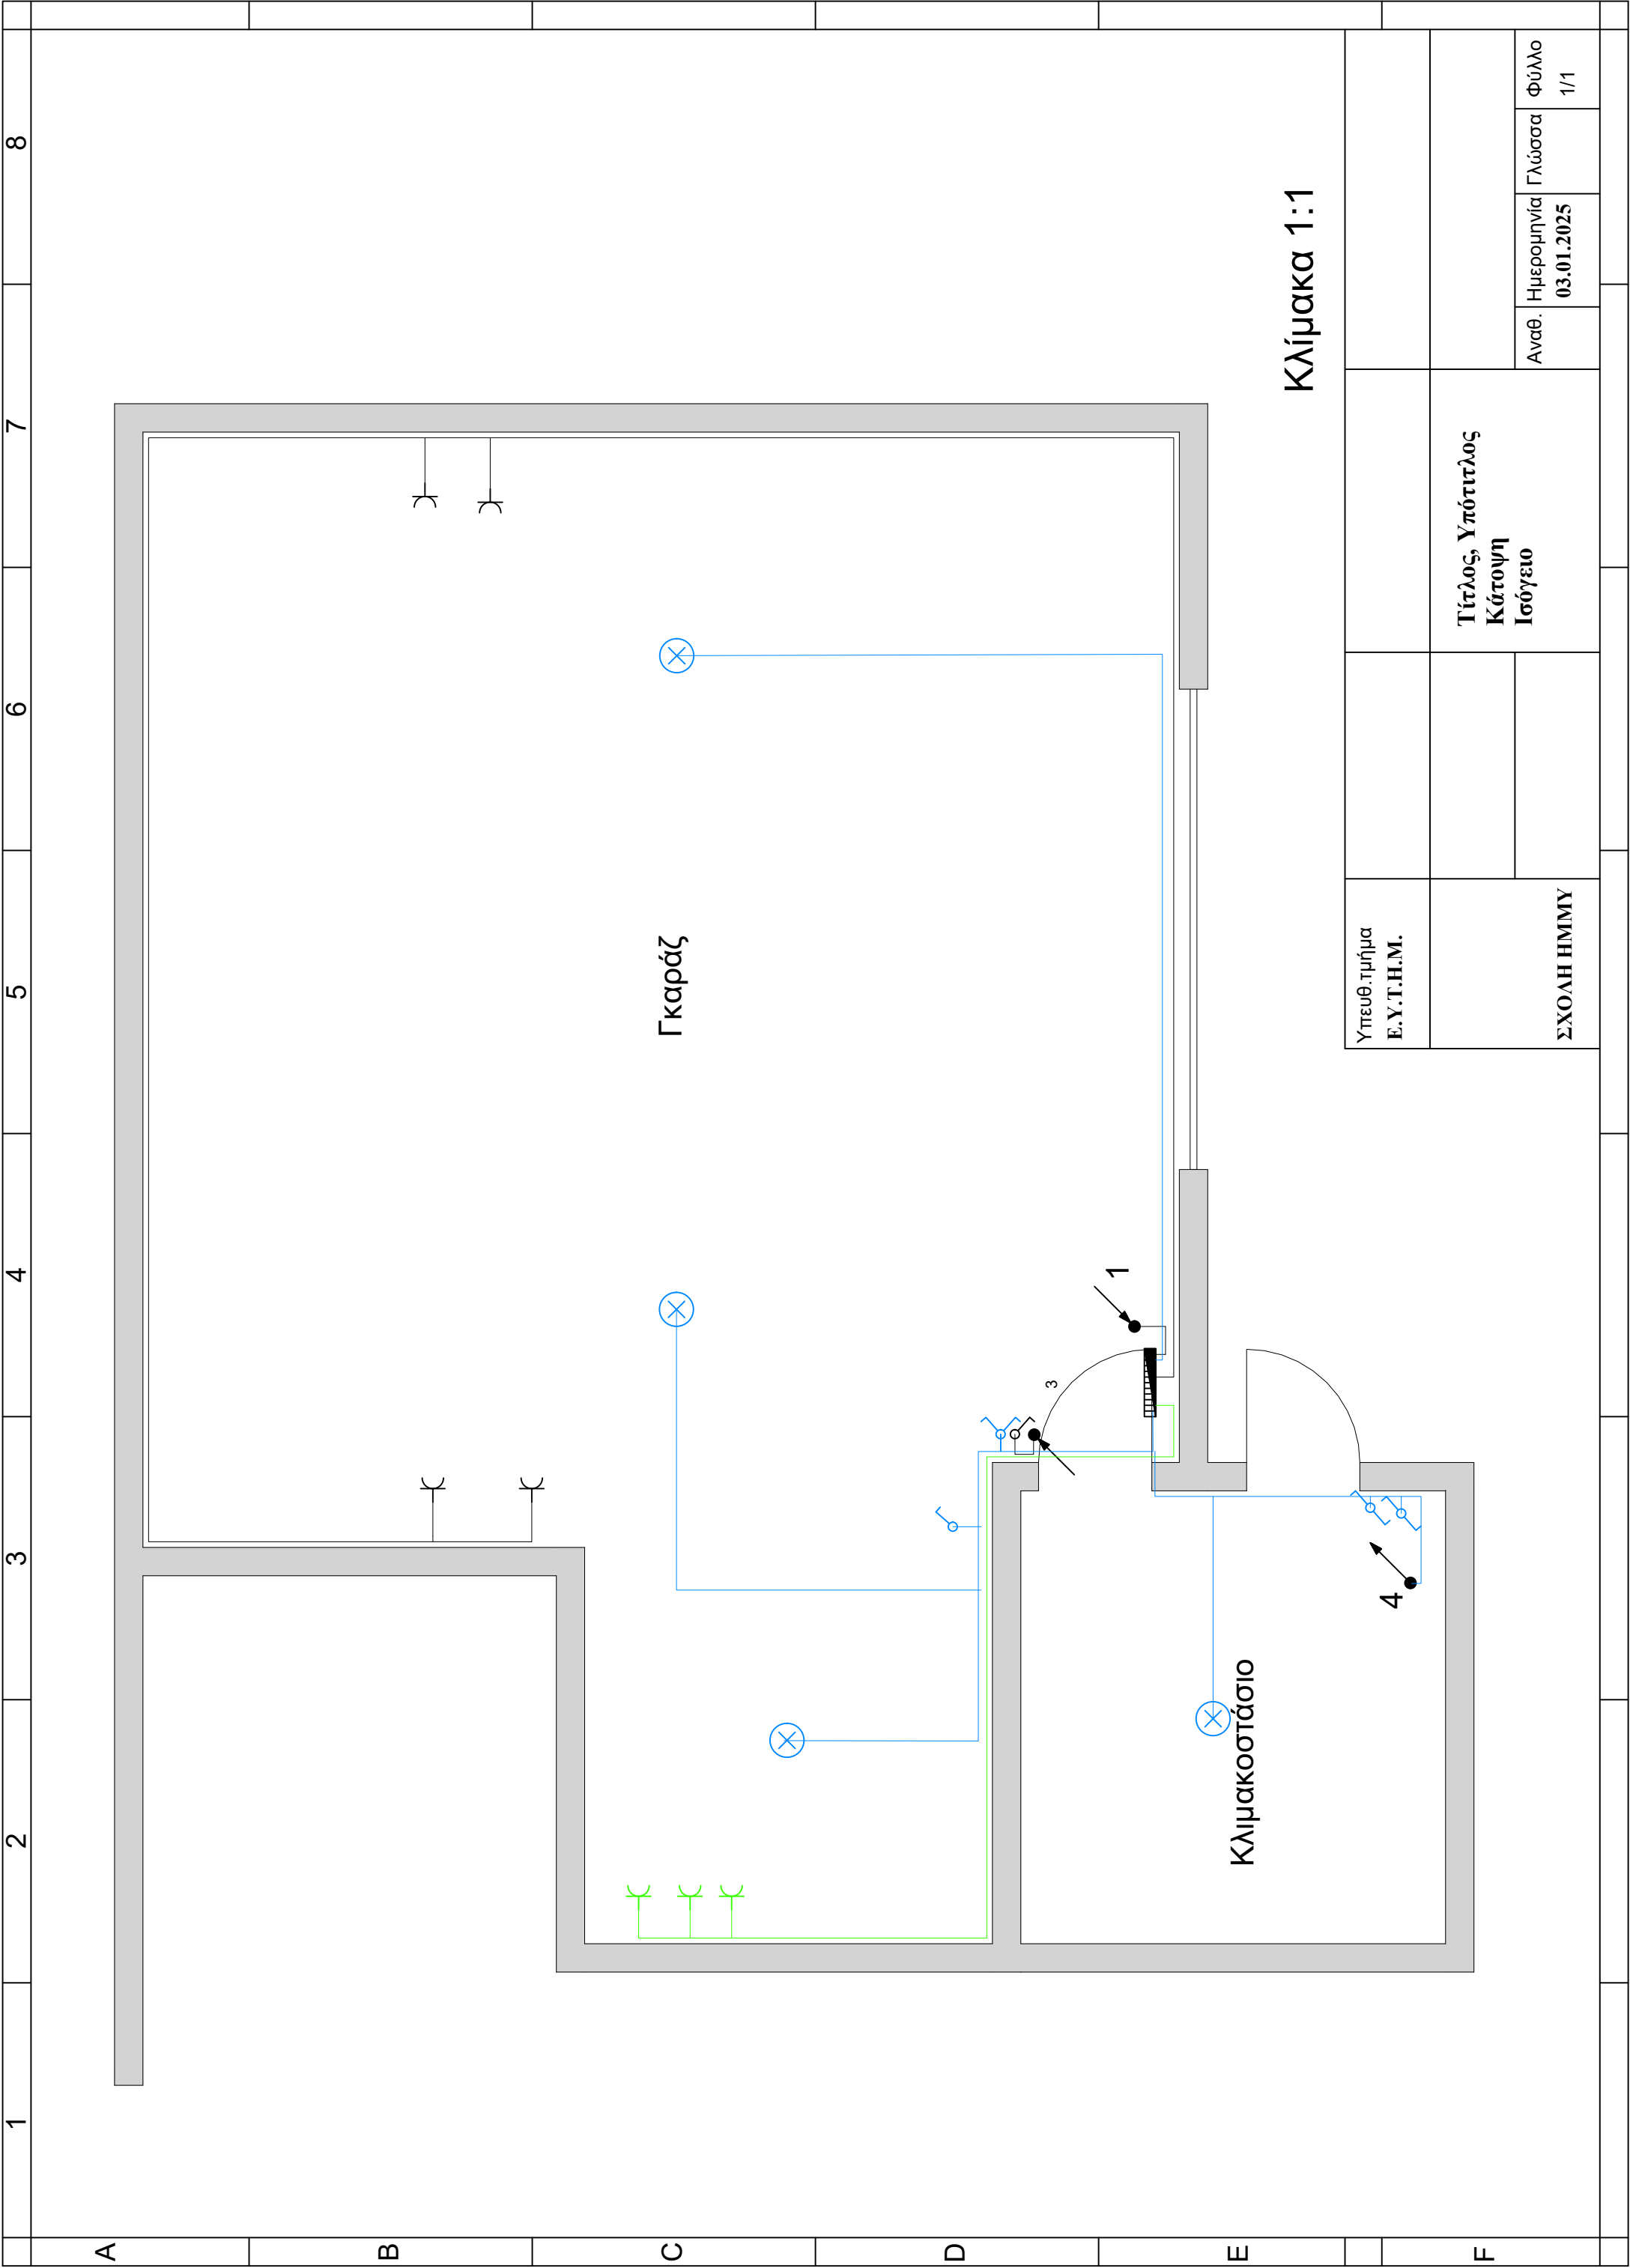 1
2
3
4
5
6
7
8
A
B
C
D
E
F
Γκαράζ
1
3
4
Κλιμακοστάσιο
Κλίμακα 1:1
Υπευθ.τμήμα
Ε.Υ.Τ.Η.Μ.
ΣΧΟΛΗ ΗΜΜΥ
Τίτλος, Υπότιτλος
Κάτοψη
Ισόγειο
Αναθ.
Ημερομηνία
03.01.2025
Γλώσσα
Φύλλο
1/1